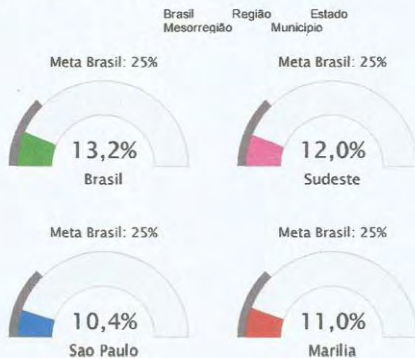 Brasil Região Estado
Mesorregião Municipio
Meta Brasil: 25% Meta Brasil: 25%
13,2% 12,0%
Brasil Sudeste
Meta Brasil: 25% Meta Brasil: 25%
10,4% 11,0%
Sao Paulo Marilia